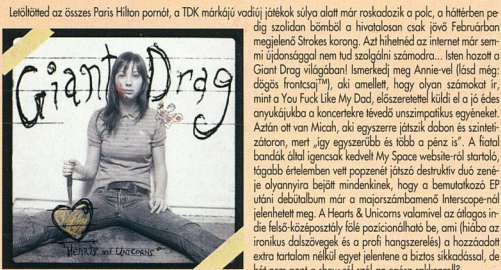 Letöltötted az összes Paris Hilton pornót, a TDK márkájú vadiúj játékok súlya alatt már roskadozik a polc, a háttérben pe-
dig szolidan bömböl a hivatalosan csak jövő Februárban
megjelenő Strokes korong. Azt hihetnéd az internet már sem-
mi újdonsággal nem tud szolgálni számodra... Isten hozott a
Giant Drag világában! Ismerkedj meg Annie-vel (lásd még:
dögös frontcsaj™), aki amellett, hogy olyan számokat ír,
mint a You Fuck Like My Dad, előszeretettel küldi el a jó édes
anyukájukba a koncertekre tévedő unszimpatikus egyéneket.
Aztán ott van Micah, aki egyszerre játszik dobon és szinteti-
zátoron, mert „így egyszerűbb és több a pénz is". A fiatal
bandák által igencsak kedvelt My Space website-ról startoló,
tágabb értelemben vett popzenét játszó destruktív duó zené-
je olyannyira bejött mindenkinek, hogy a bemutatkozó EP
utáni debütalbum már a majorszámbamenő Interscope-nál
jelenhetett meg. A Hearts & Unicorns valamivel az átlagos in-
die felső-középosztály fölé pozícionálható be, ami (hiába az
ironikus dalszövegek és a profi hangszerelés) a hozzáadott
extra tartalom nélkül egyet jelentene a biztos sikkadással, di
Giant Drag
"HEARTS and UNICORNS"